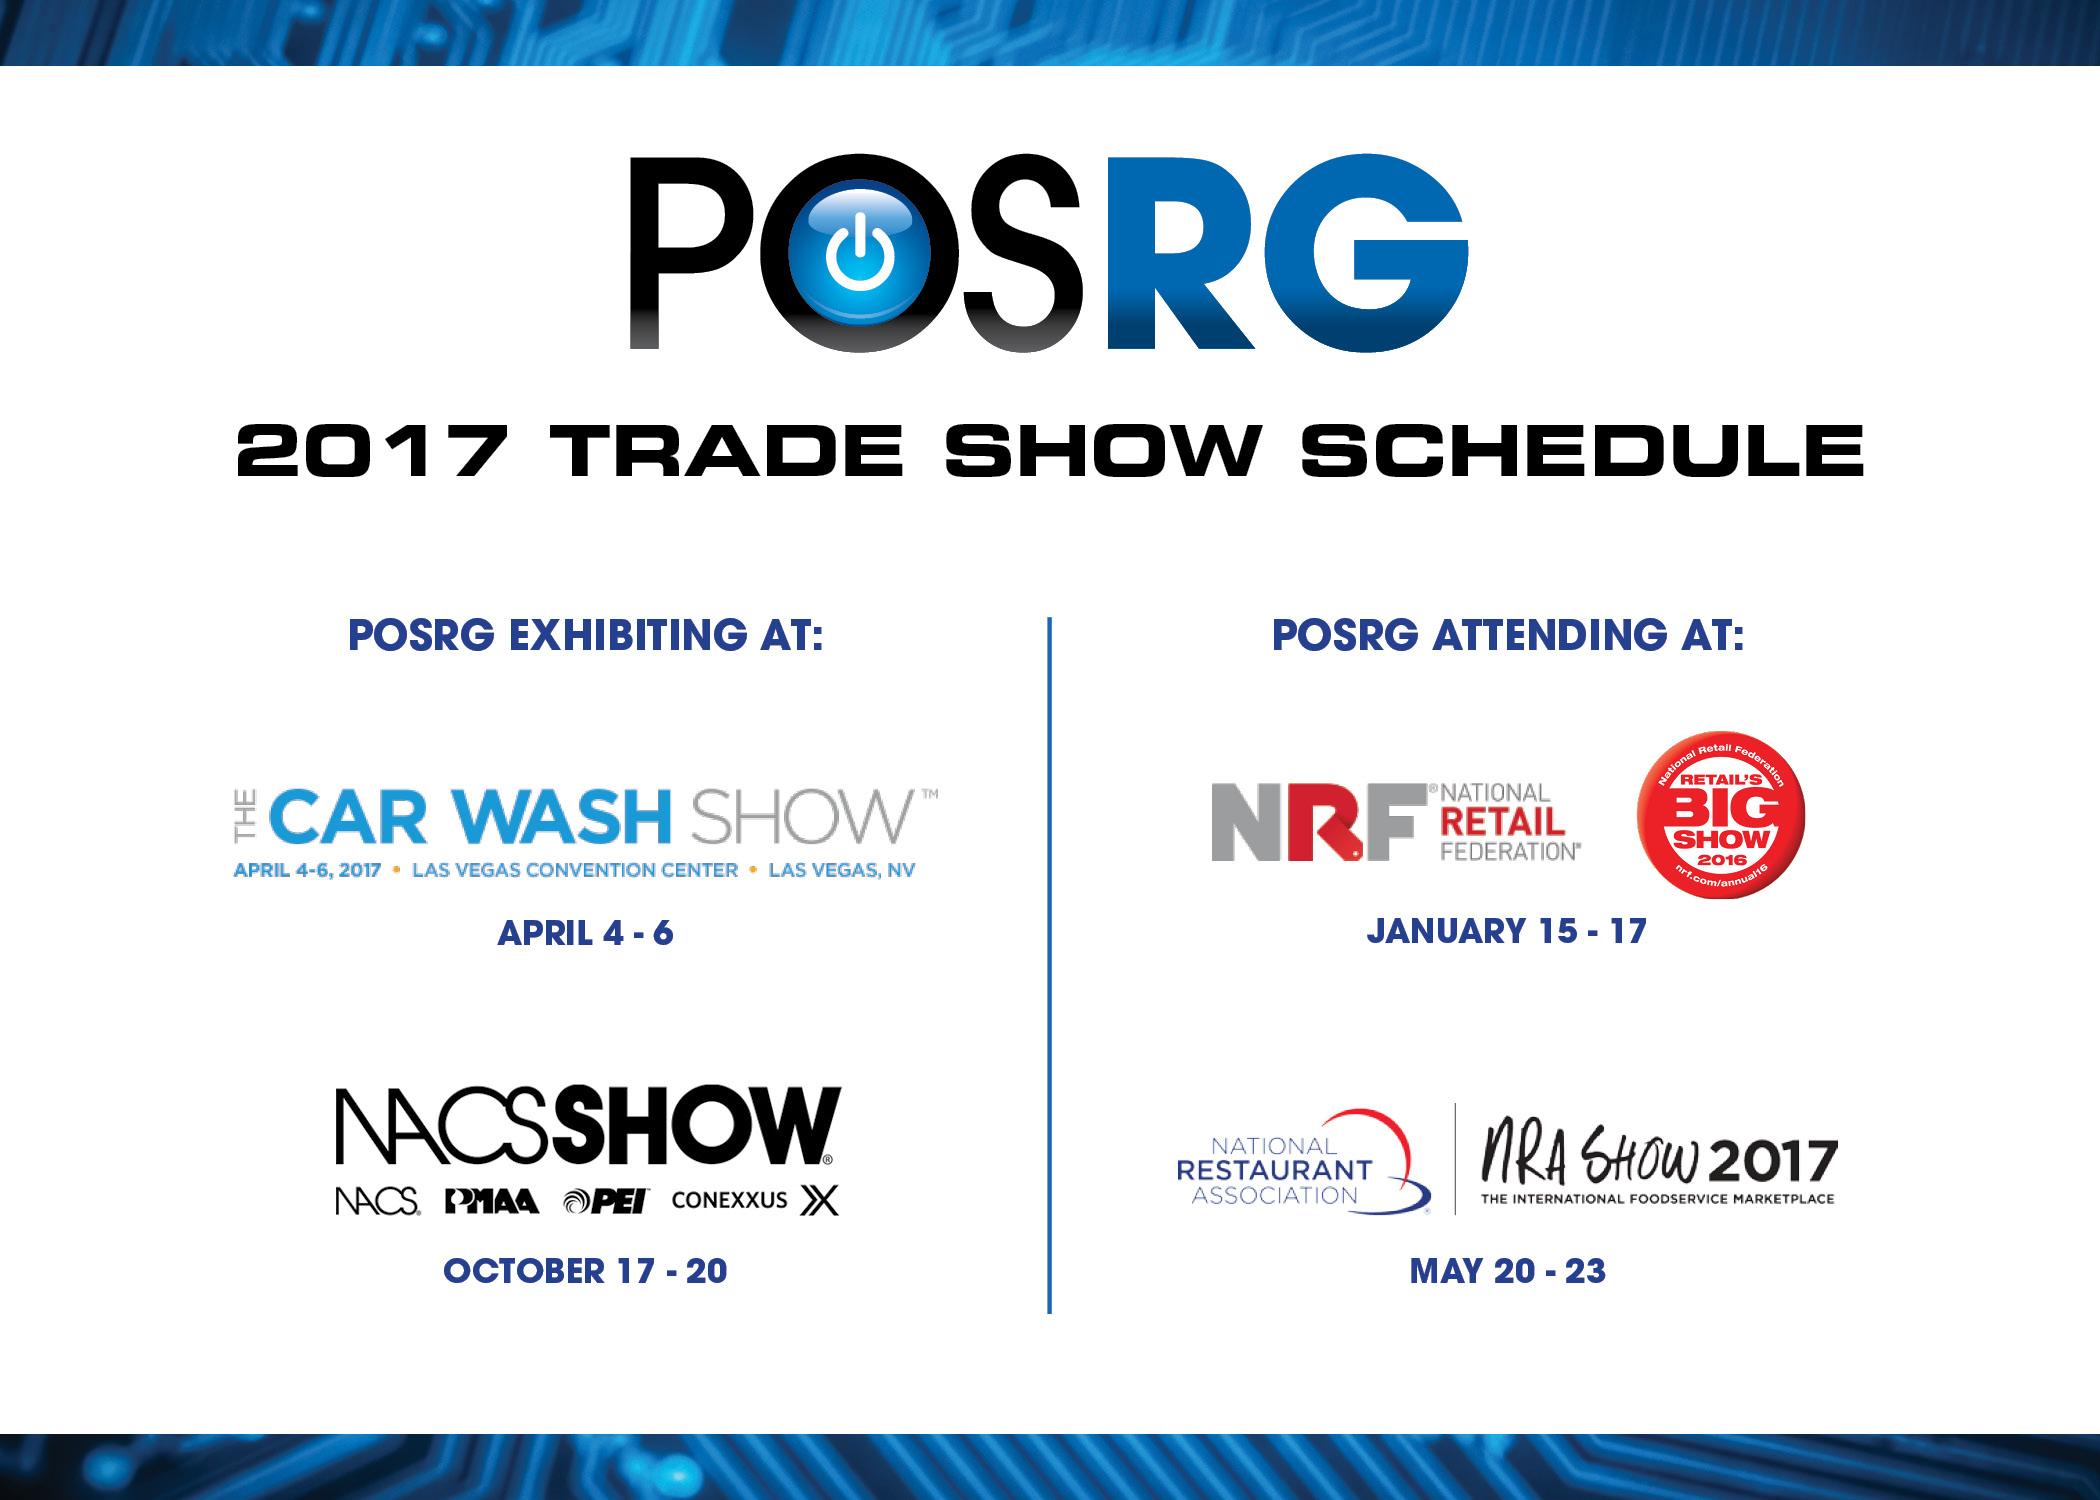 POSRG
2017 TRADE SHOW SCHEDULE
POSRG EXHIBITING AT:
THE CAR WASH SHOW™
APRIL 4-6, 2017 • LAS VEGAS CONVENTION CENTER • LAS VEGAS, NV
APRIL 4 - 6
NACSSHOW®
NACS® PMAA OPEI™ CONEXXUS
OCTOBER 17 - 20
POSRG ATTENDING AT:
NRF®
NATIONAL
RETAIL
FEDERATION®
National Retail Federation
RETAIL'S
BIG
SHOW
2016
nrf.com/annual16
JANUARY 15 - 17
NATIONAL
RESTAURANT
ASSOCIATION®
NRA SHOW 2017
THE INTERNATIONAL FOODSERVICE MARKETPLACE
MAY 20 - 23